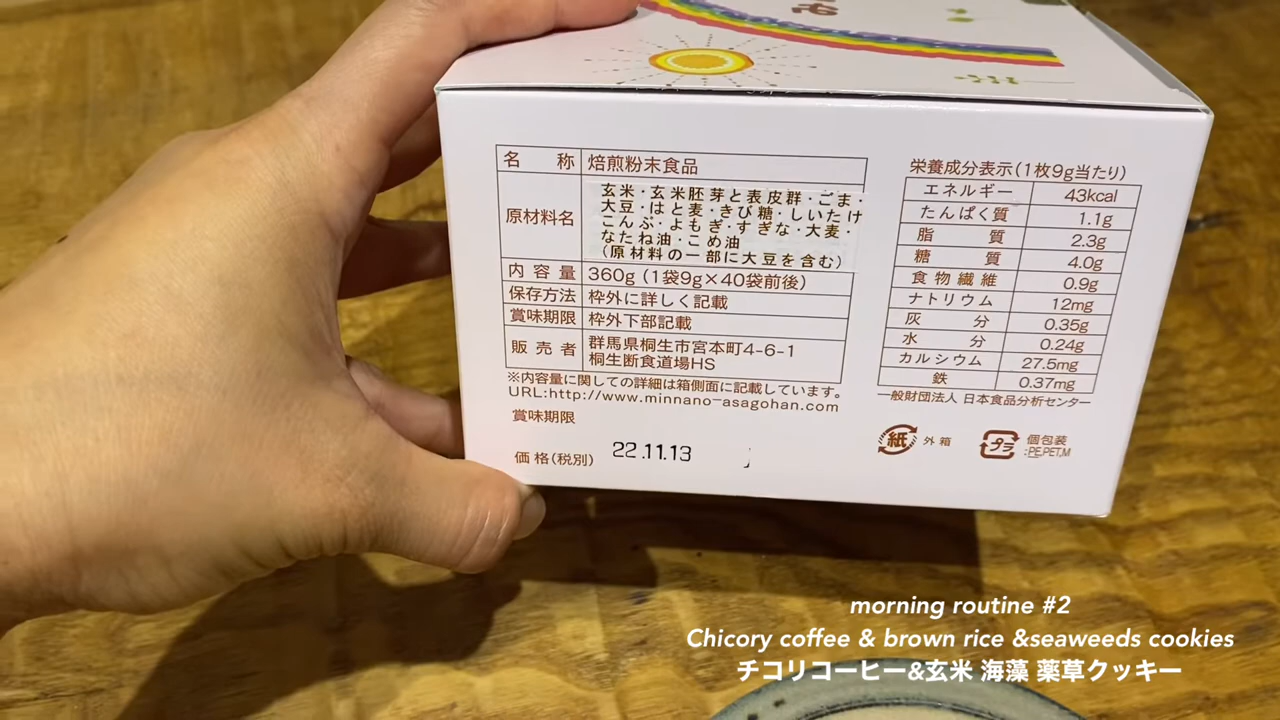 名称 焙煎粉末食品
原材料名 玄米・玄米胚芽と表皮群・ごま・
大豆・はと麦・きび糖・しいたけ
こんぶ・よもぎ・すぎな・大麦・
なたね油・こめ油
(原材料の一部に大豆を含む)
内容量 360g(1袋9g×40袋前後)
保存方法 枠外に詳しく記載
賞味期限 枠外下部記載
販売者 群馬県桐生市宮本町4-6-1
桐生断食道場HS
※内容量に関しての詳細は箱側面に記載しています。
URL:http://www.minnano-asagohan.com
賞味期限
22.11.13
価格(税別)
栄養成分表示(1枚9g当たり)
エネルギー 43kcal
たんぱく質 1.1g
脂質 2.3g
糖質 4.0g
食物繊維 0.9g
ナトリウム 12mg
灰分 0.35g
水分 0.24g
カルシウム 27.5mg
鉄 0.37mg
一般財団法人 日本食品分析センター
紙 外箱
プラ 個包装
:PE,PET,M
morning routine #2
Chicory coffee & brown rice &seaweeds cookies
チコリコーヒー&玄米 海藻 薬草クッキー